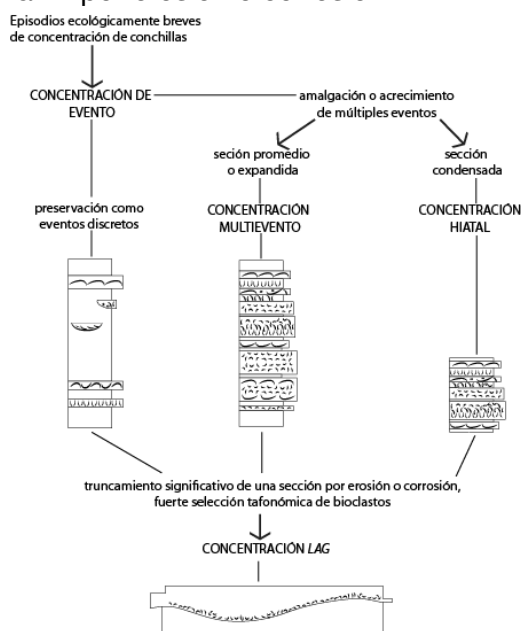 Episodios ecológicamente breves
de concentración de conchillas
CONCENTRACIÓN DE
EVENTO
amalgación o acrecimiento
de múltiples eventos
seción promedio
o expandida
sección
condensada
preservación como
eventos discretos
CONCENTRACIÓN
MULTIEVENTO
CONCENTRACIÓN
HIATAL
truncamiento significativo de una sección por erosión o corrosión,
fuerte selección tafonómica de bioclastos
CONCENTRACIÓN LAG